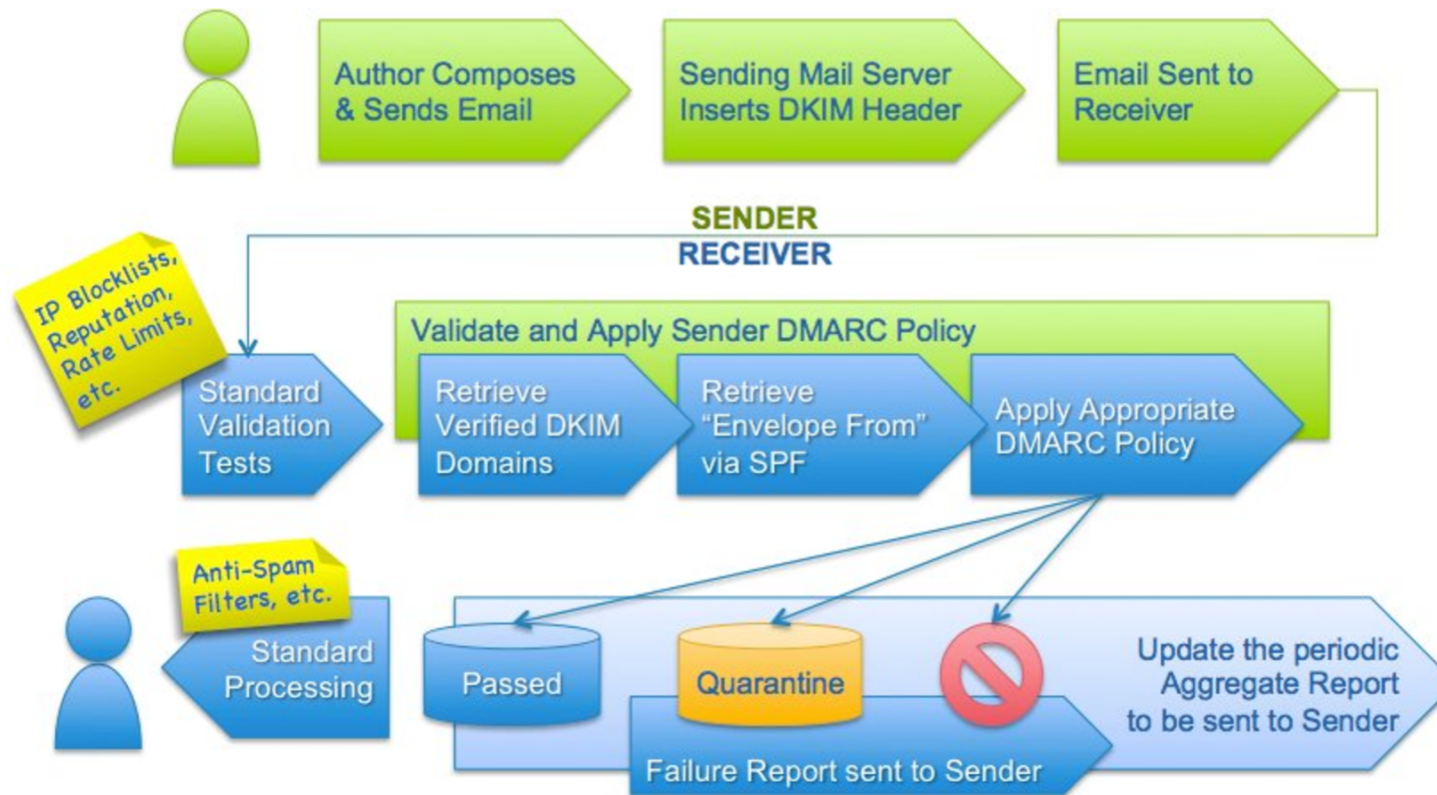 Author Composes
& Sends Email
Sending Mail Server
Inserts DKIM Header
Email Sent to
Receiver
SENDER
RECEIVER
IP Blocklists,
Reputation,
Rate Limits,
etc.
Validate and Apply Sender DMARC Policy
Standard
Validation
Tests
Retrieve
Verified DKIM
Domains
Retrieve
“Envelope From”
via SPF
Apply Appropriate
DMARC Policy
Anti-Spam
Filters, etc.
Standard
Processing
Passed
Quarantine
Update the periodic
Aggregate Report
to be sent to Sender
Failure Report sent to Sender